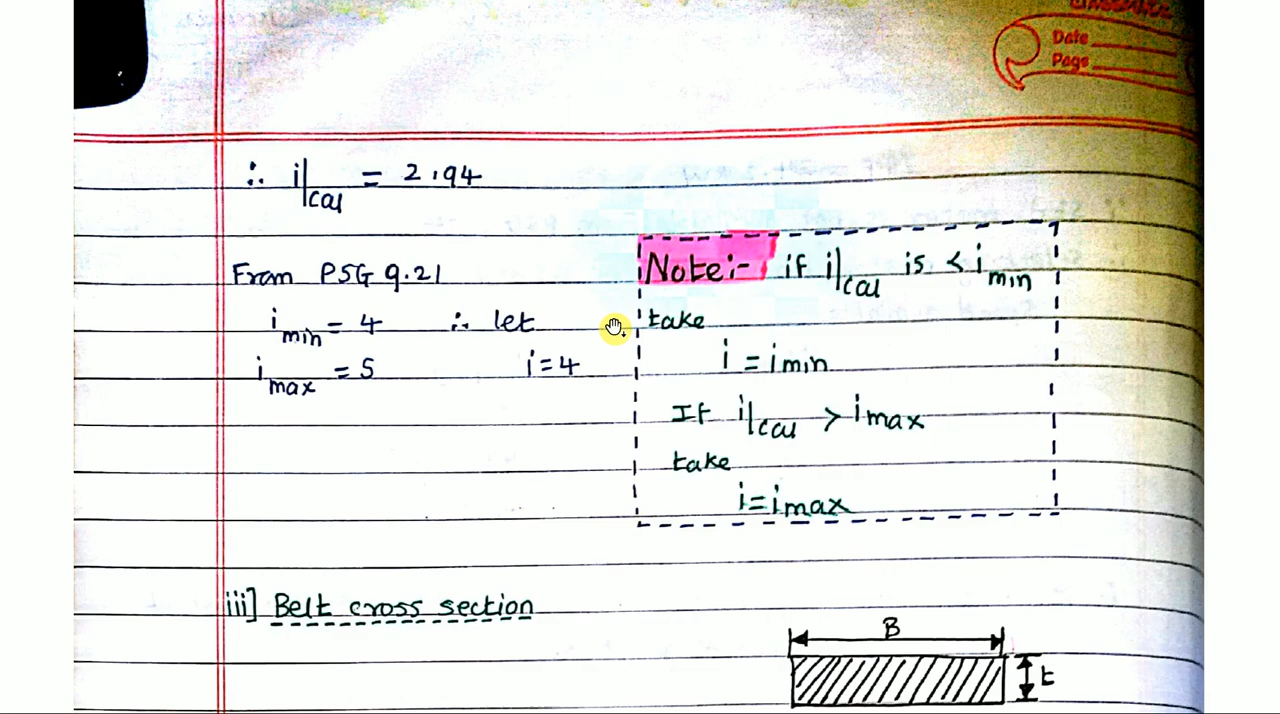 Date
Page
∴ i|cal = 2.94
From PSG 9.21
imin = 4 ∴ let
imax = 5 i=4
Note:- if i|cal is < imin
take
i = imin
If i|cal > imax
take
i=imax
iii] Belt cross section
B
t